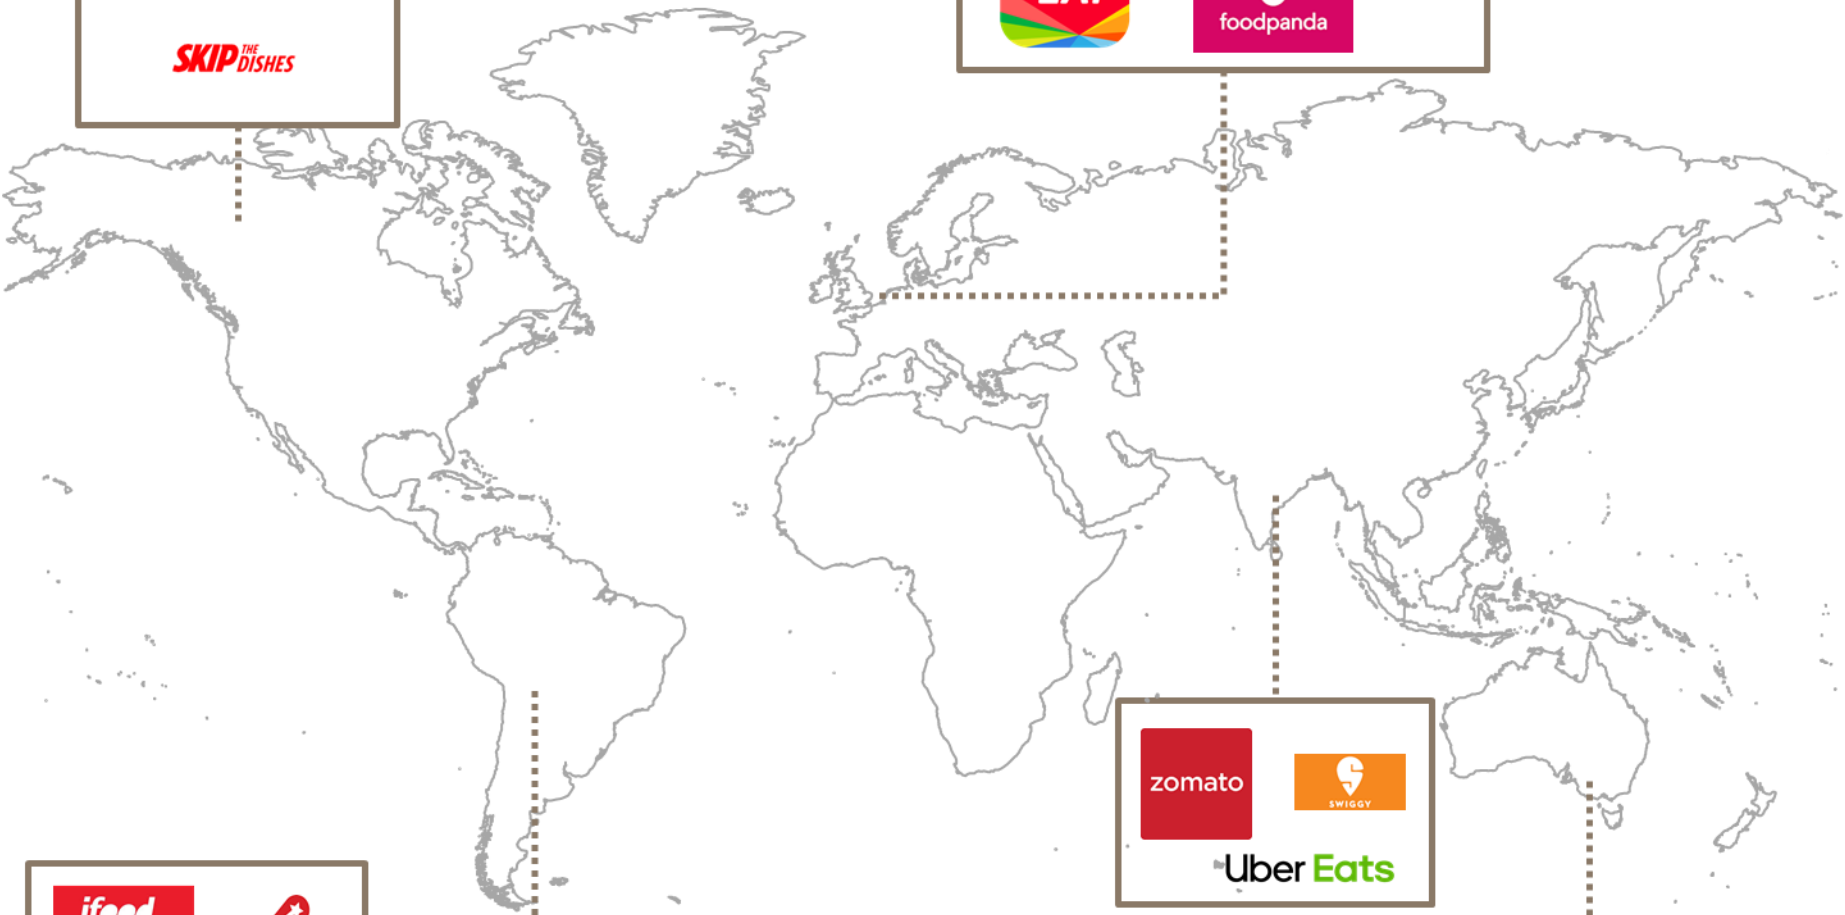 SKIP THE DISHES
foodpanda
zomato
SWIGGY
Uber Eats